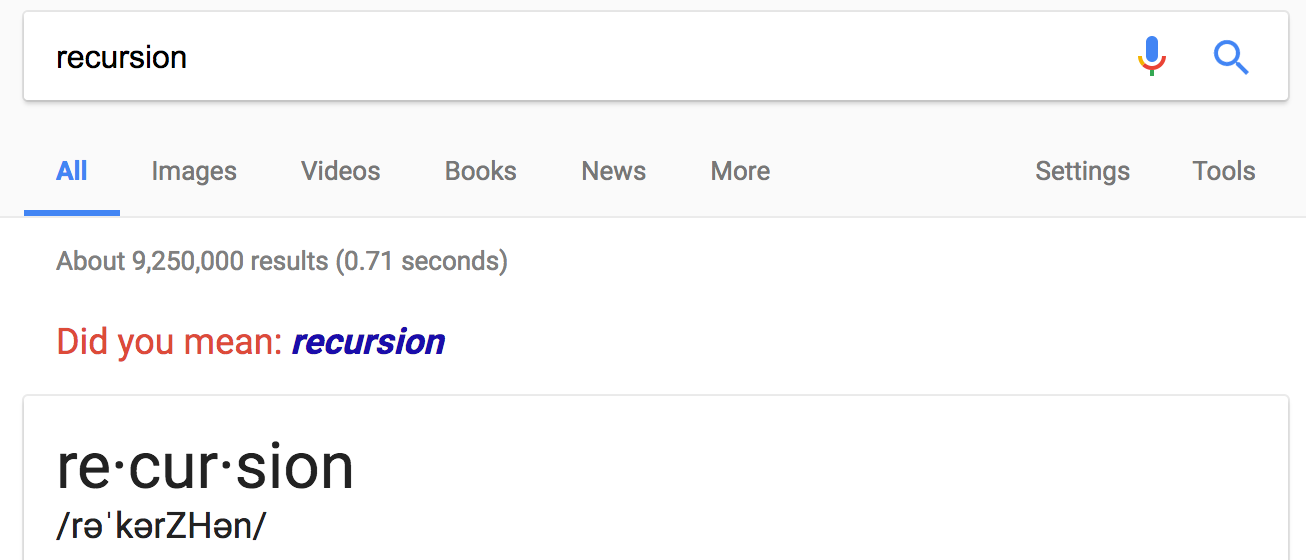 recursion
All Images Videos Books News More Settings Tools
About 9,250,000 results (0.71 seconds)
Did you mean: recursion
re·cur·sion
/rəˈkərZHən/